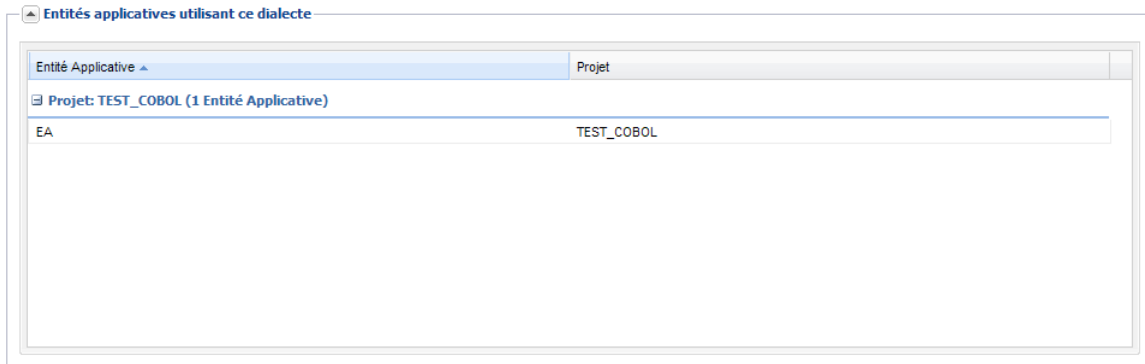 Entités applicatives utilisant ce dialecte
Entité Applicative Projet
Projet: TEST_COBOL (1 Entité Applicative)
EA TEST_COBOL